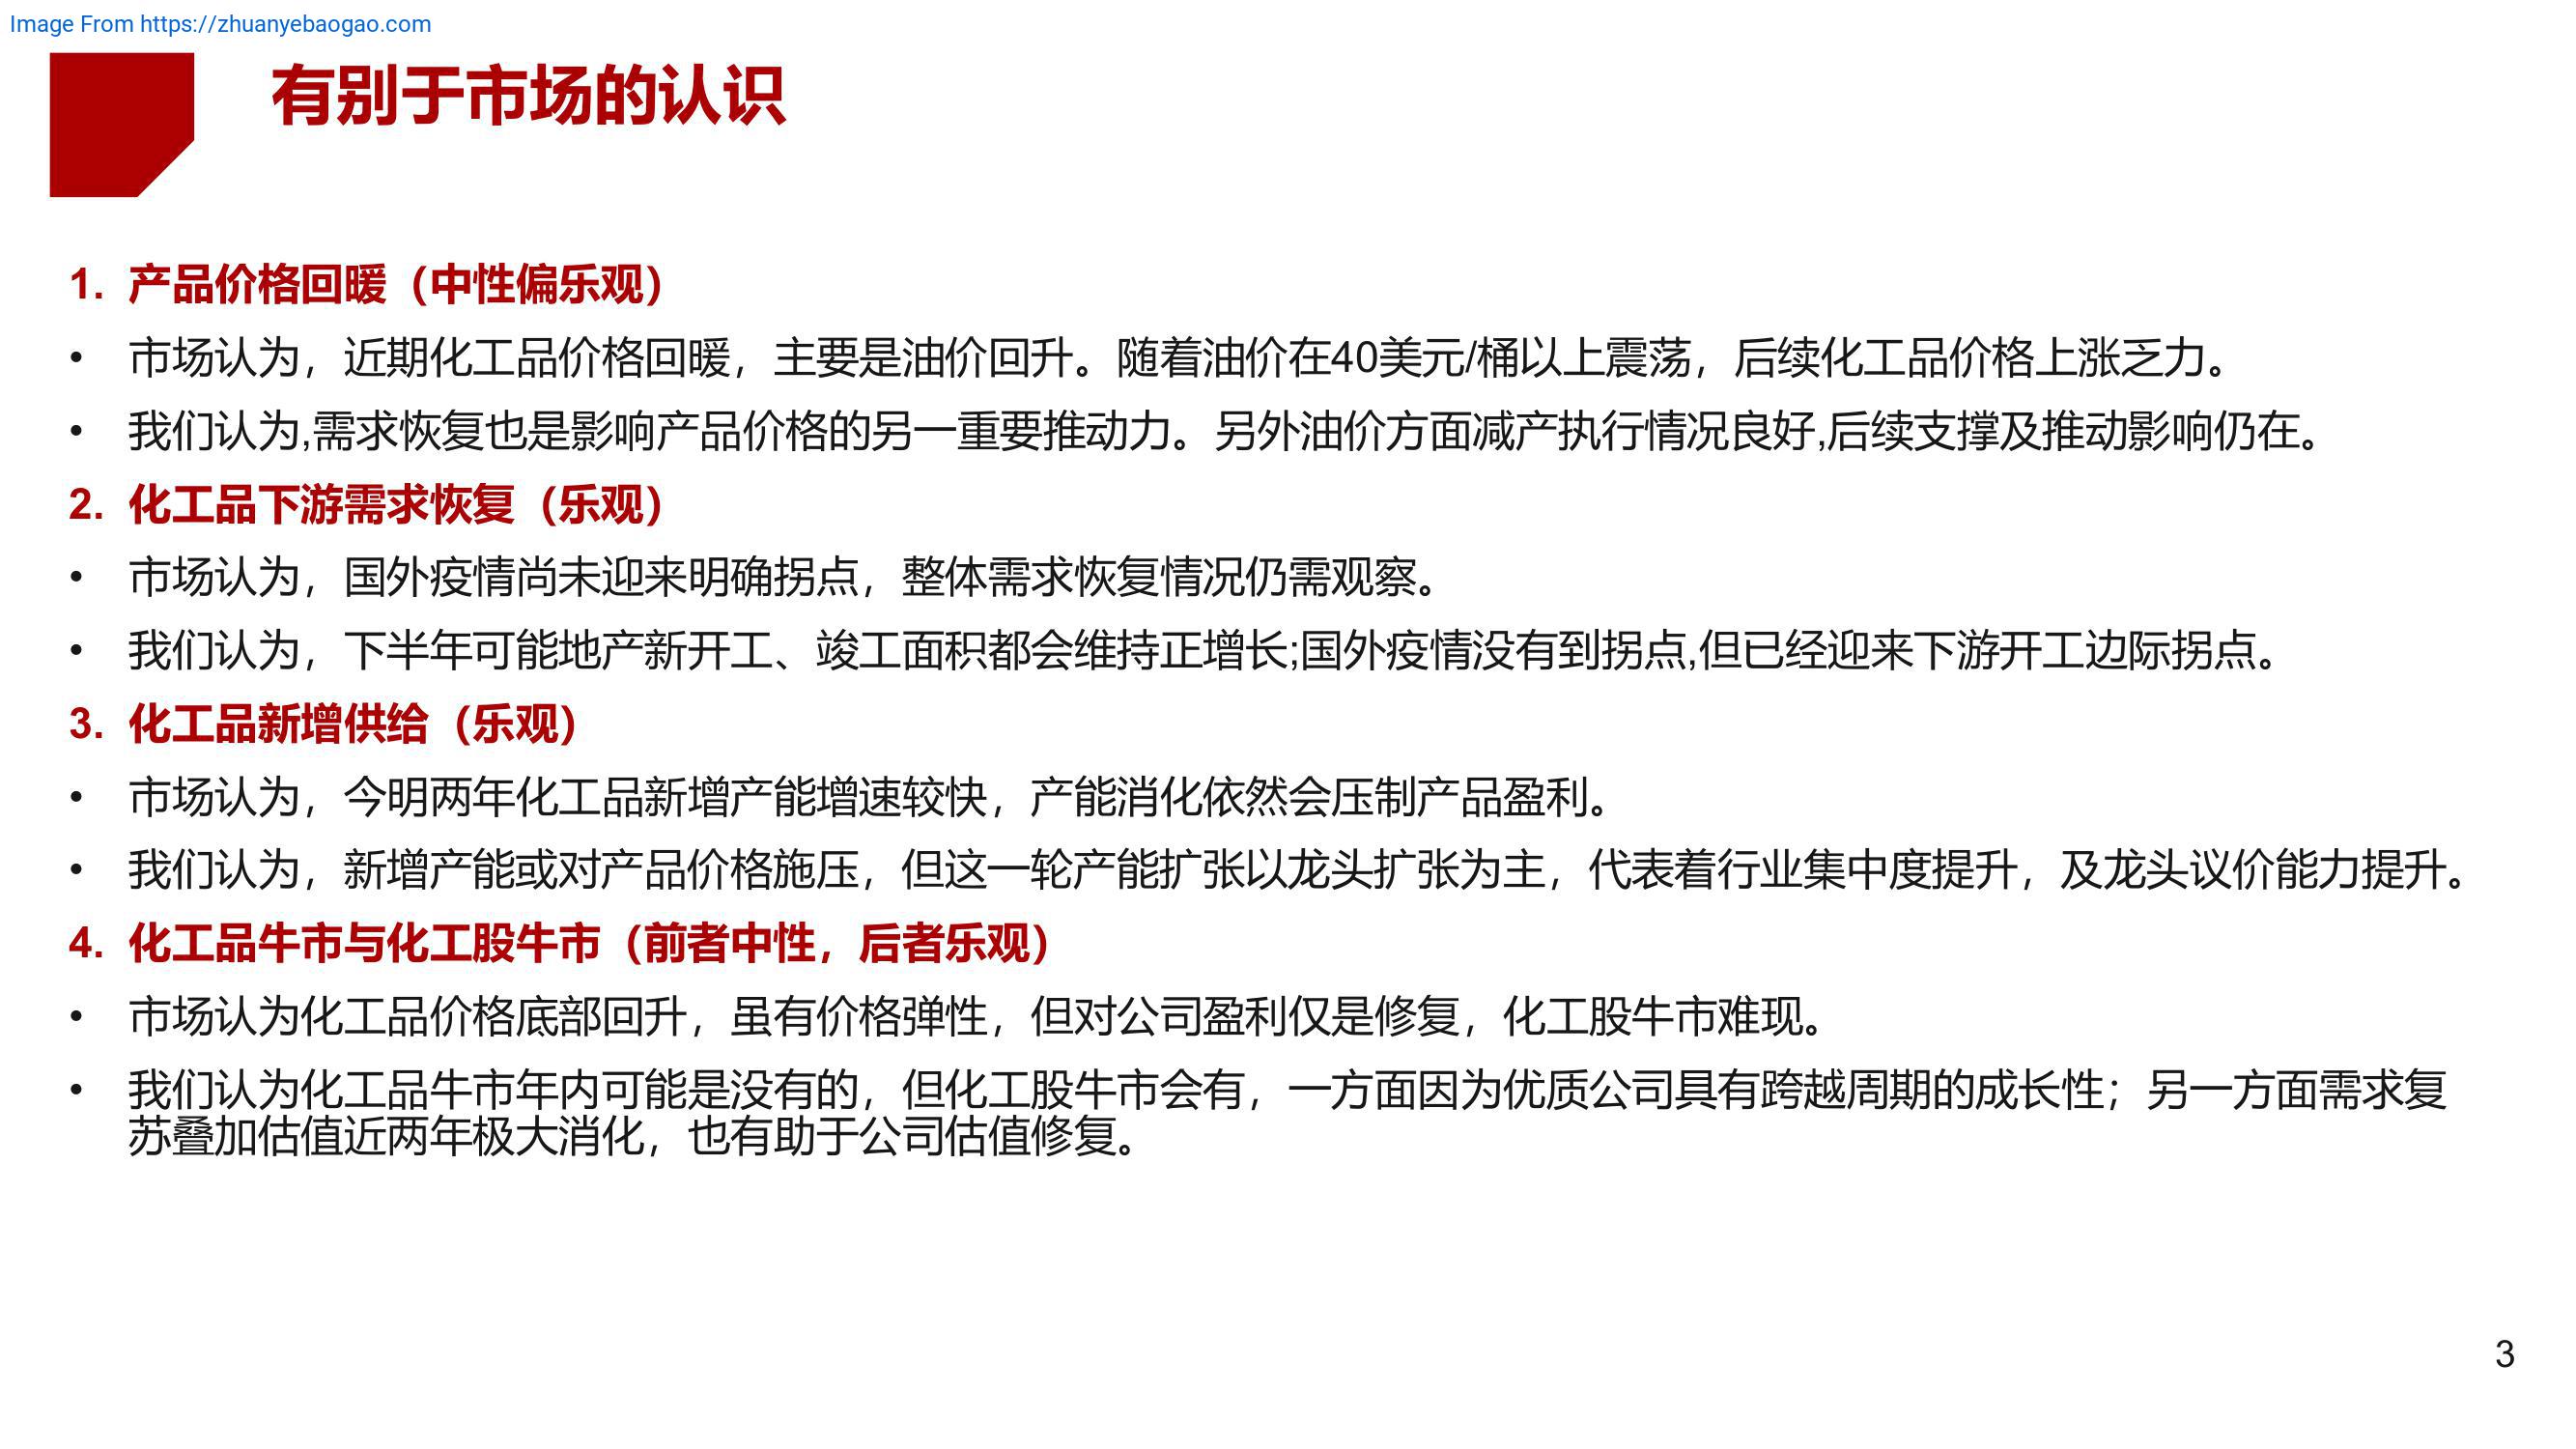 Image From https://zhuanyebaogao.com
有别于市场的认识
1. 产品价格回暖（中性偏乐观）
• 市场认为，近期化工品价格回暖，主要是油价回升。随着油价在40美元/桶以上震荡，后续化工品价格上涨乏力。
• 我们认为,需求恢复也是影响产品价格的另一重要推动力。另外油价方面减产执行情况良好,后续支撑及推动影响仍在。
2. 化工品下游需求恢复（乐观）
• 市场认为，国外疫情尚未迎来明确拐点，整体需求恢复情况仍需观察。
• 我们认为，下半年可能地产新开工、竣工面积都会维持正增长;国外疫情没有到拐点,但已经迎来下游开工边际拐点。
3. 化工品新增供给（乐观）
• 市场认为，今明两年化工品新增产能增速较快，产能消化依然会压制产品盈利。
• 我们认为，新增产能或对产品价格施压，但这一轮产能扩张以龙头扩张为主，代表着行业集中度提升，及龙头议价能力提升。
4. 化工品牛市与化工股牛市（前者中性，后者乐观）
• 市场认为化工品价格底部回升，虽有价格弹性，但对公司盈利仅是修复，化工股牛市难现。
• 我们认为化工品牛市年内可能是没有的，但化工股牛市会有，一方面因为优质公司具有跨越周期的成长性；另一方面需求复
苏叠加估值近两年极大消化，也有助于公司估值修复。
3